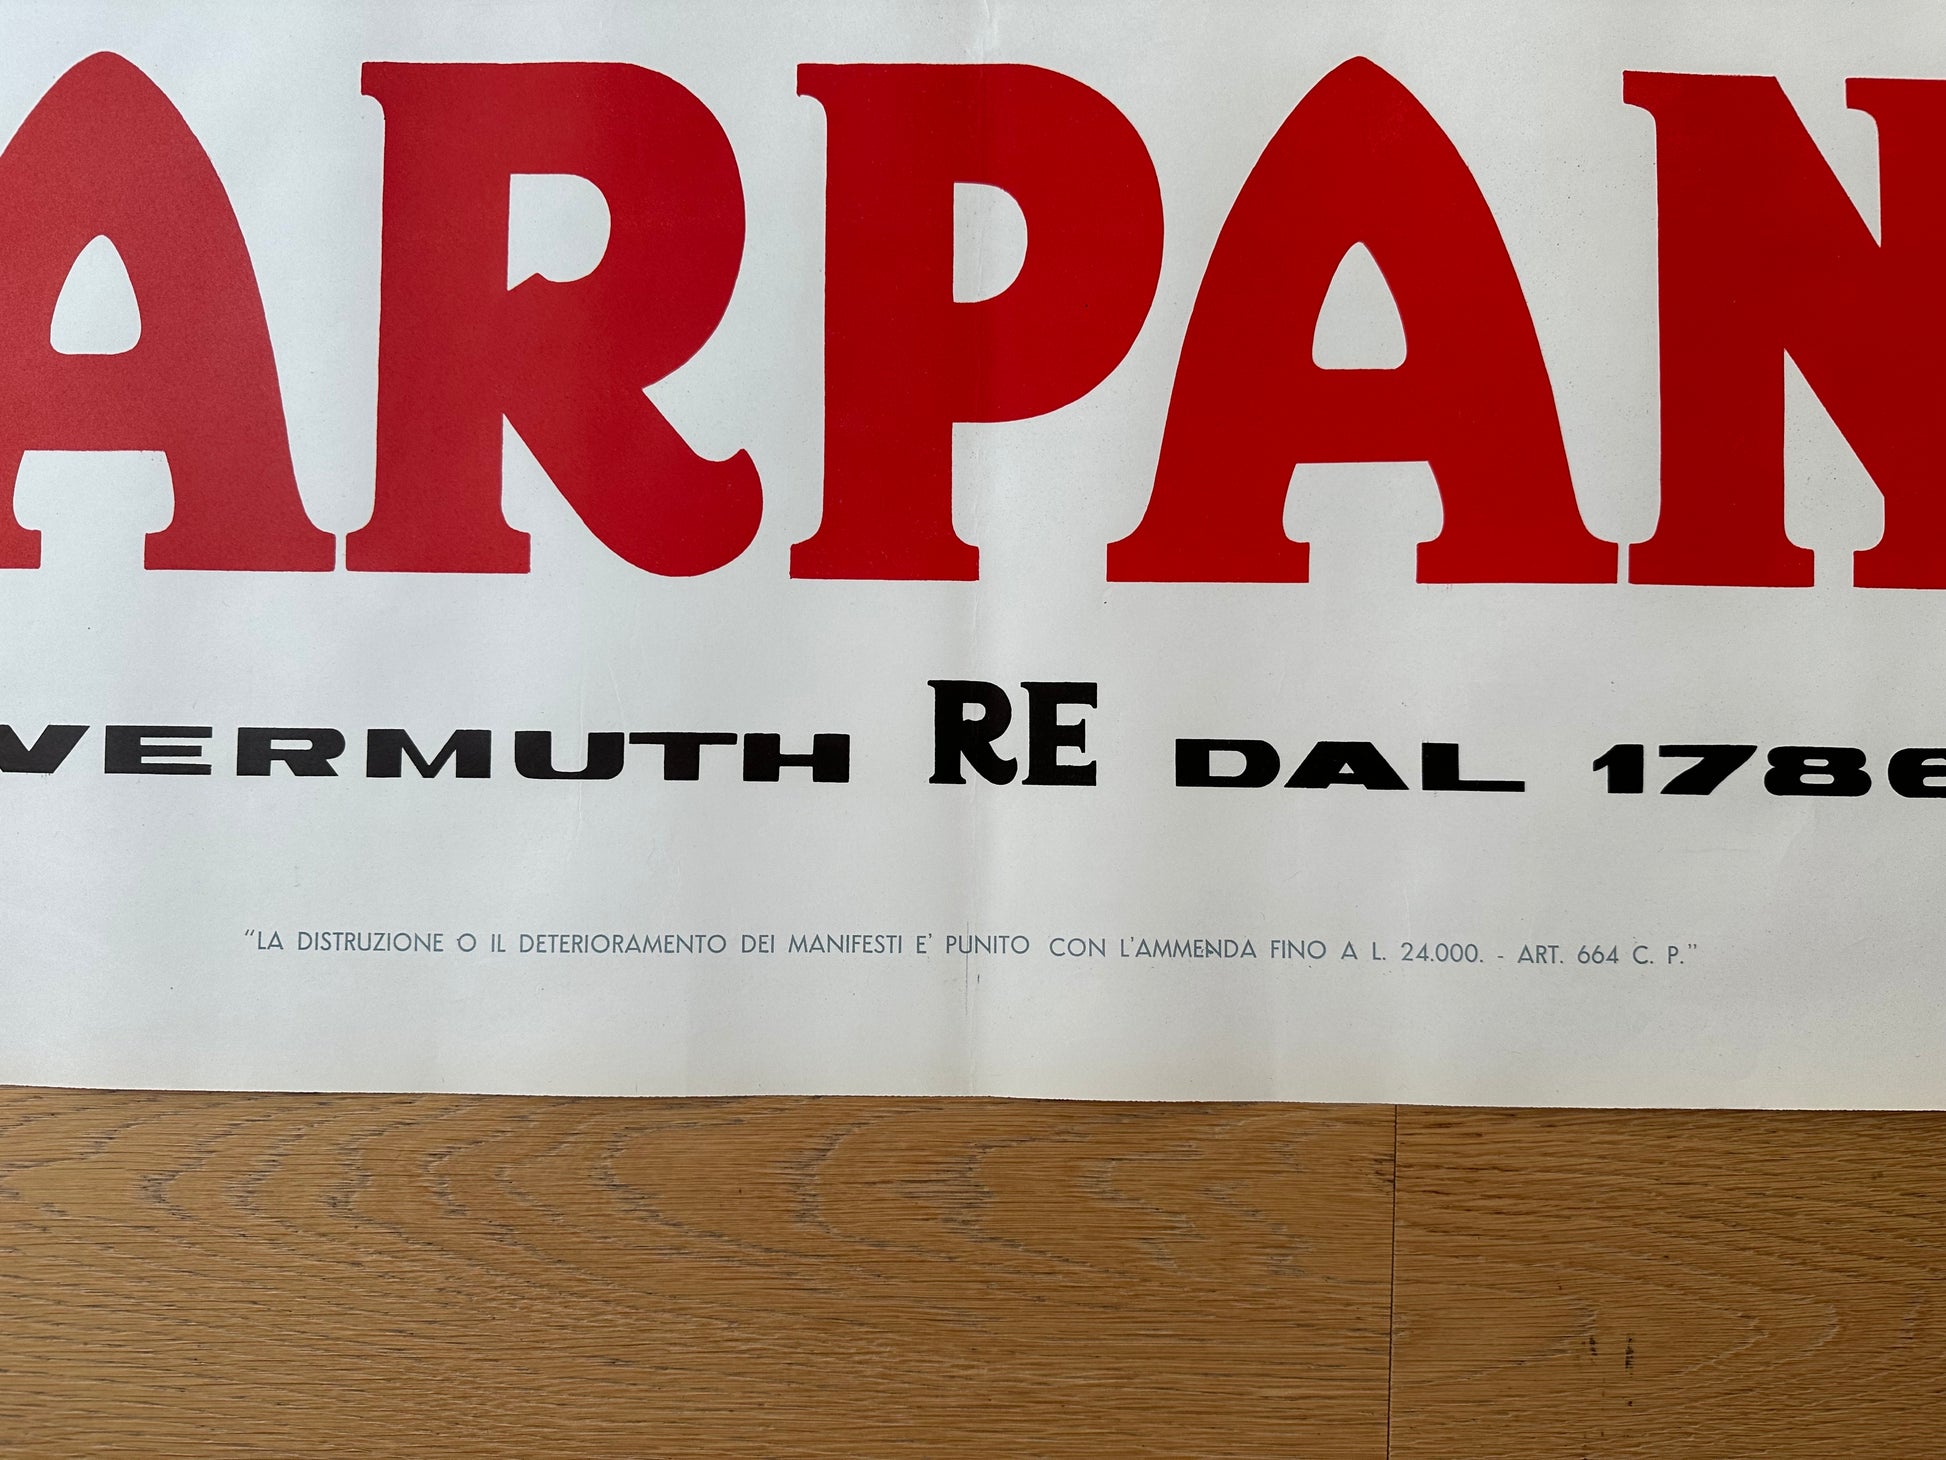 ARPAN
VERMUTH RE DAL 1786
“LA DISTRUZIONE O IL DETERIORAMENTO DEI MANIFESTI E' PUNITO CON L'AMMENDA FINO A L. 24.000. - ART. 664 C. P.”